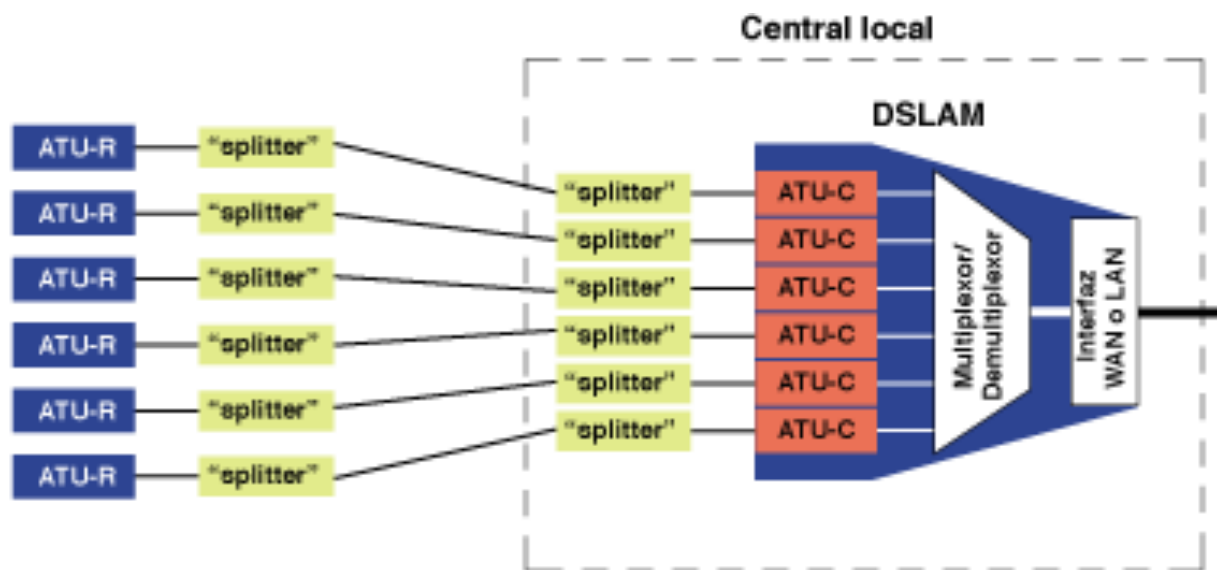 Central local
DSLAM
ATU-R "splitter" "splitter" ATU-C
ATU-R "splitter" "splitter" ATU-C
ATU-R "splitter" "splitter" ATU-C
ATU-R "splitter" "splitter" ATU-C
ATU-R "splitter" "splitter" ATU-C
ATU-R "splitter" "splitter" ATU-C
Multiplexor/
Demultiplexor
Interfaz
WAN o LAN